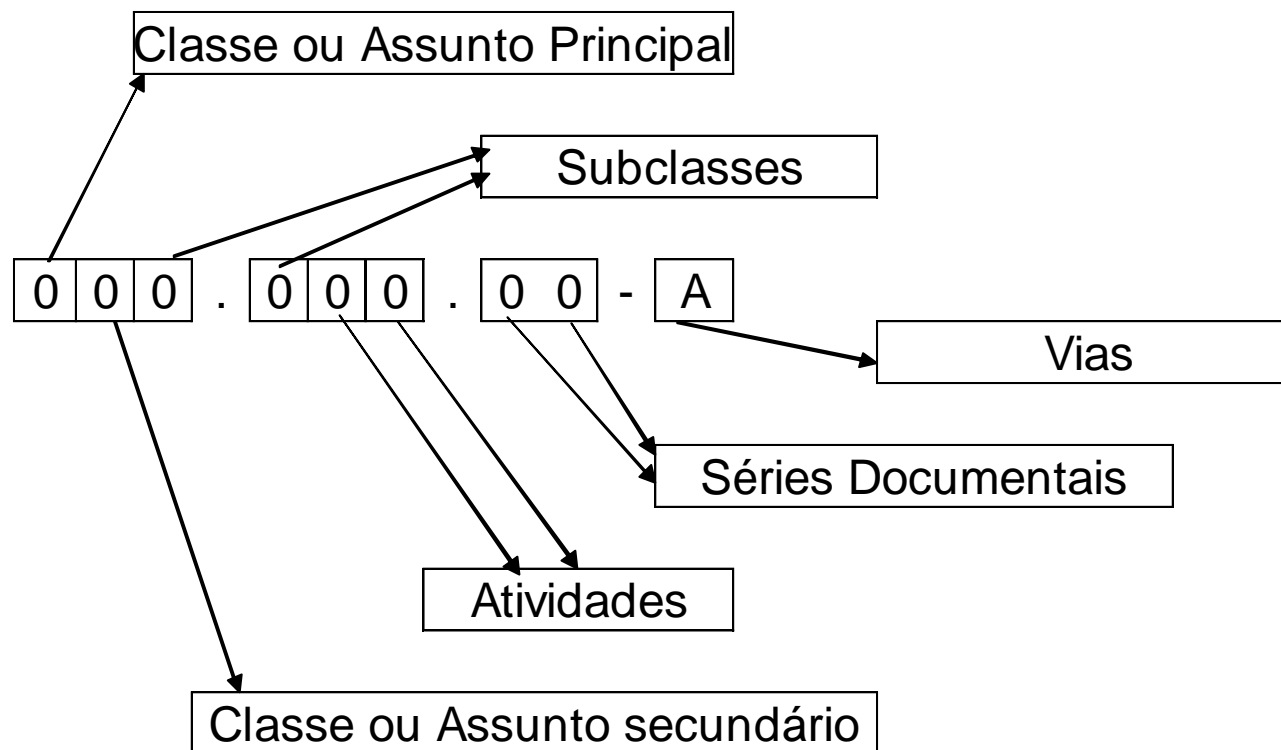 Classe ou Assunto Principal
Subclasses
0 0 0 . 0 0 0 . 0 0 - A
Vias
Séries Documentais
Atividades
Classe ou Assunto secundário